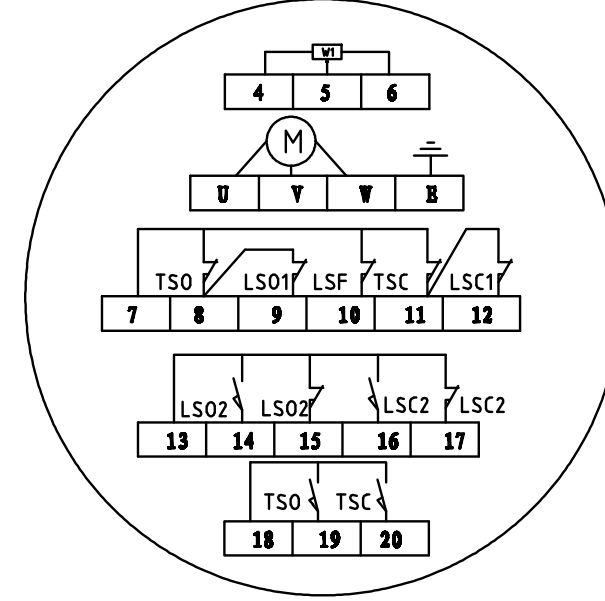 W1
4 5 6
M
U V W E
TSO LSO1 LSF TSC LSC1
7 8 9 10 11 12
LSO2 LSO2 LSC2 LSC2
13 14 15 16 17
TSO TSC
18 19 20